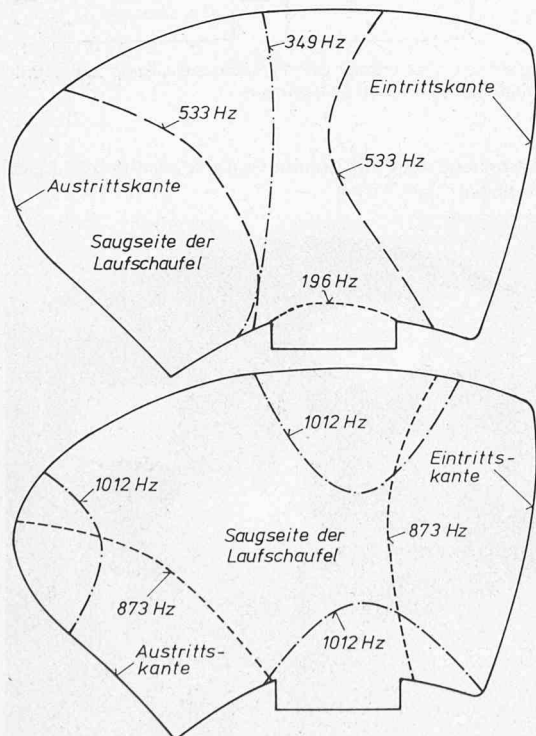 349 Hz
Eintrittskante
533 Hz
533 Hz
Austrittskante
Saugseite der
Laufschaufel
196 Hz
1012 Hz
Eintritts-
kante
1012 Hz
Saugseite der
Laufschaufel
873 Hz
873 Hz
1012 Hz
Austritts-
kante